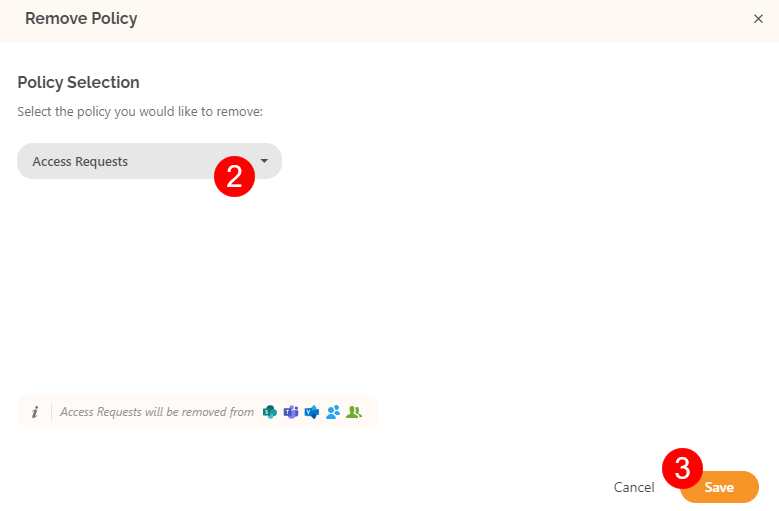 Remove Policy
Policy Selection
Select the policy you would like to remove:
Access Requests
2
i Access Requests will be removed from
3
Cancel
Save